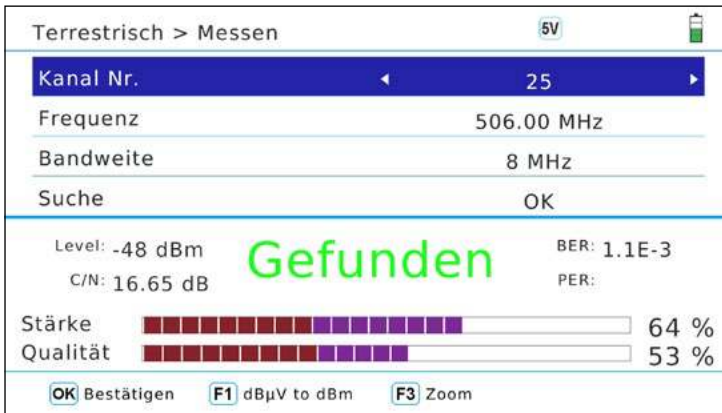 Terrestrisch > Messen 5V
Kanal Nr. 25
Frequenz 506.00 MHz
Bandweite 8 MHz
Suche OK
Level: -48 dBm Gefunden BER: 1.1E-3
C/N: 16.65 dB PER:
Stärke 64 %
Qualität 53 %
OK Bestätigen F1 dBµV to dBm F3 Zoom